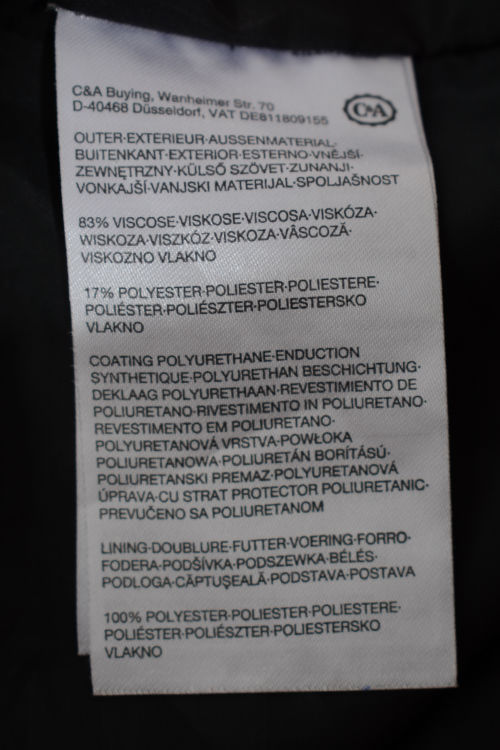 C&A Buying, Wanheimer Str. 70
D-40468 Düsseldorf, VAT DE811809155
C&A
OUTER·EXTERIEUR·AUSSENMATERIAL·
BUITENKANT·EXTERIOR·ESTERNO·VNĚJŠÍ·
ZEWNĘTRZNY·KÜLSŐ SZÖVET·ZUNANJI·
VONKAJŠÍ·VANJSKI MATERIJAL·SPOLJAŠNOST
83% VISCOSE·VISKOSE·VISCOSA·VISKÓZA·
WISKOZA·VISZKÓZ·VISKOZA·VÂSCOZĂ·
VISKOZNO VLAKNO
17% POLYESTER·POLIESTER·POLIESTERE·
POLIÉSTER·POLIÉSZTER·POLIESTERSKO
VLAKNO
COATING POLYURETHANE·ENDUCTION
SYNTHETIQUE·POLYURETHAN BESCHICHTUNG·
DEKLAAG POLYURETHAAN·REVESTIMIENTO DE
POLIURETANO·RIVESTIMENTO IN POLIURETANO·
REVESTIMENTO EM POLIURETANO·
POLYURETANOVÁ VRSTVA·POWŁOKA
POLIURETANOWA·POLIURETÁN BORÍTÁSÚ·
POLIURETANSKI PREMAZ·POLYURETANOVÁ
ÚPRAVA·CU STRAT PROTECTOR POLIURETANIC·
PREVUČENO SA POLIURETANOM
LINING·DOUBLURE·FUTTER·VOERING·FORRO·
FODERA·PODŠÍVKA·PODSZEWKA·BÉLÉS·
PODLOGA·CĂPTUŞEALĂ·PODSTAVA·POSTAVA
100% POLYESTER·POLIESTER·POLIESTERE·
POLIÉSTER·POLIÉSZTER·POLIESTERSKO
VLAKNO